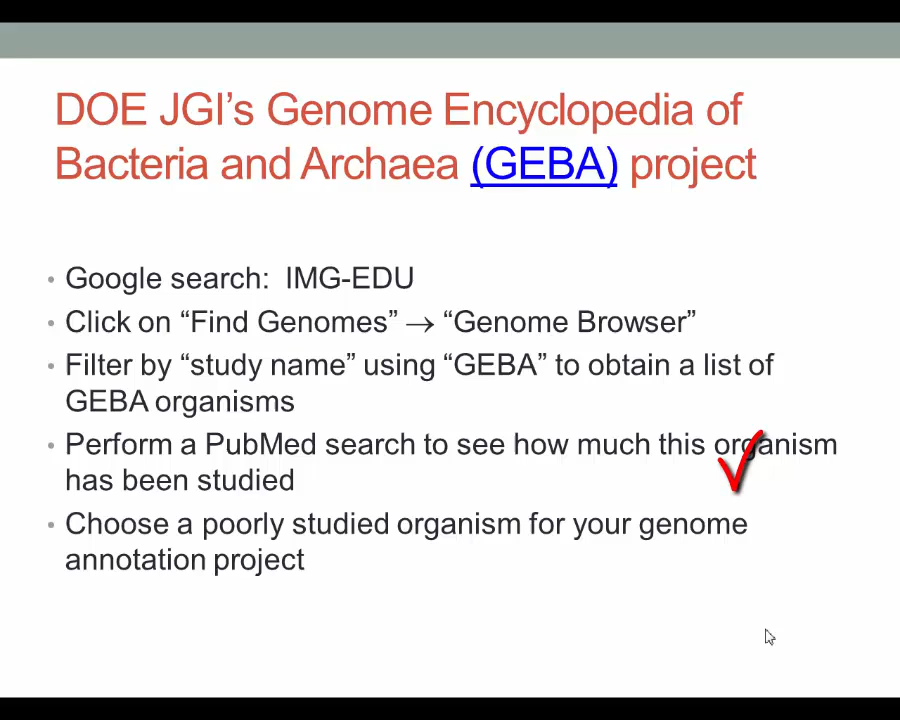 DOE JGI’s Genome Encyclopedia of
Bacteria and Archaea (GEBA) project
• Google search:  IMG-EDU
• Click on “Find Genomes” → “Genome Browser”
• Filter by “study name” using “GEBA” to obtain a list of
GEBA organisms
• Perform a PubMed search to see how much this organism
has been studied
• Choose a poorly studied organism for your genome
annotation project